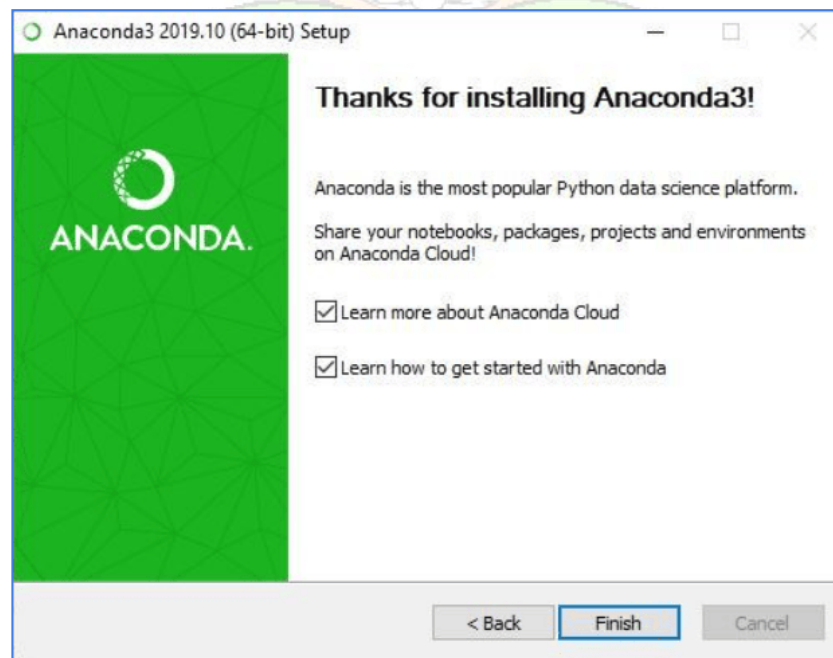 Anaconda3 2019.10 (64-bit) Setup
Thanks for installing Anaconda3!
Anaconda is the most popular Python data science platform.
Share your notebooks, packages, projects and environments
on Anaconda Cloud!
Learn more about Anaconda Cloud
Learn how to get started with Anaconda
ANACONDA.
< Back
Finish
Cancel